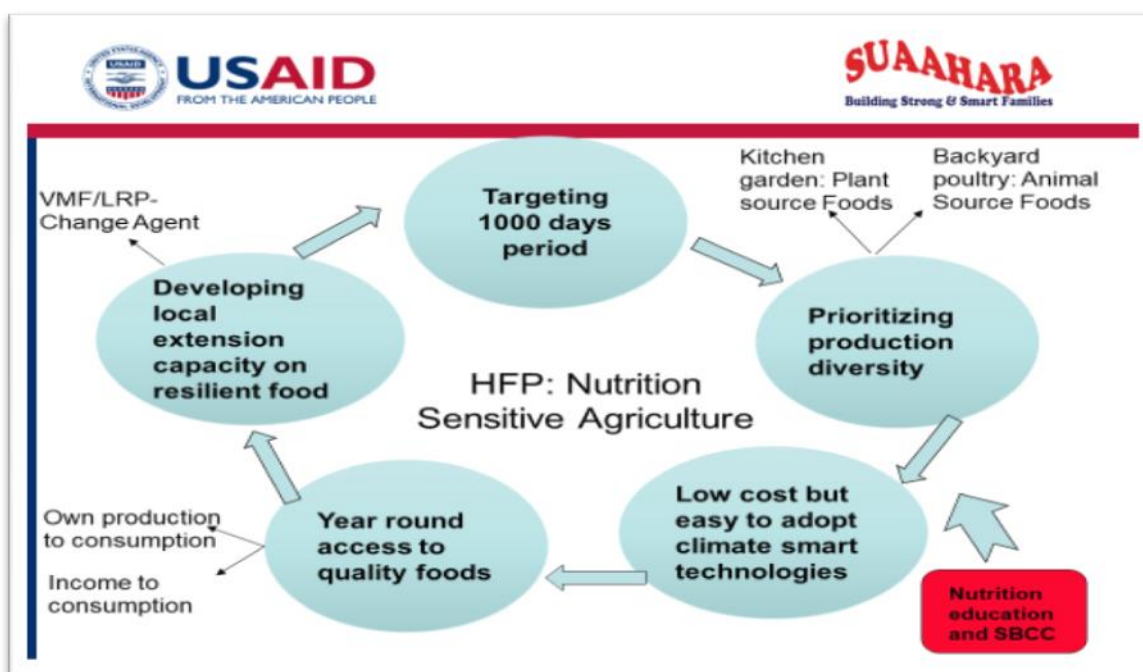 USAID
FROM THE AMERICAN PEOPLE
SUAAHARA
Building Strong & Smart Families
VMF/LRP-
Change Agent
Targeting
1000 days
period
Kitchen
garden: Plant
source Foods
Backyard
poultry: Animal
Source Foods
Developing
local
extension
capacity on
resilient food
Prioritizing
production
diversity
HFP: Nutrition
Sensitive Agriculture
Own production
to consumption
Income to
consumption
Year round
access to
quality foods
Low cost but
easy to adopt
climate smart
technologies
Nutrition
education
and SBCC